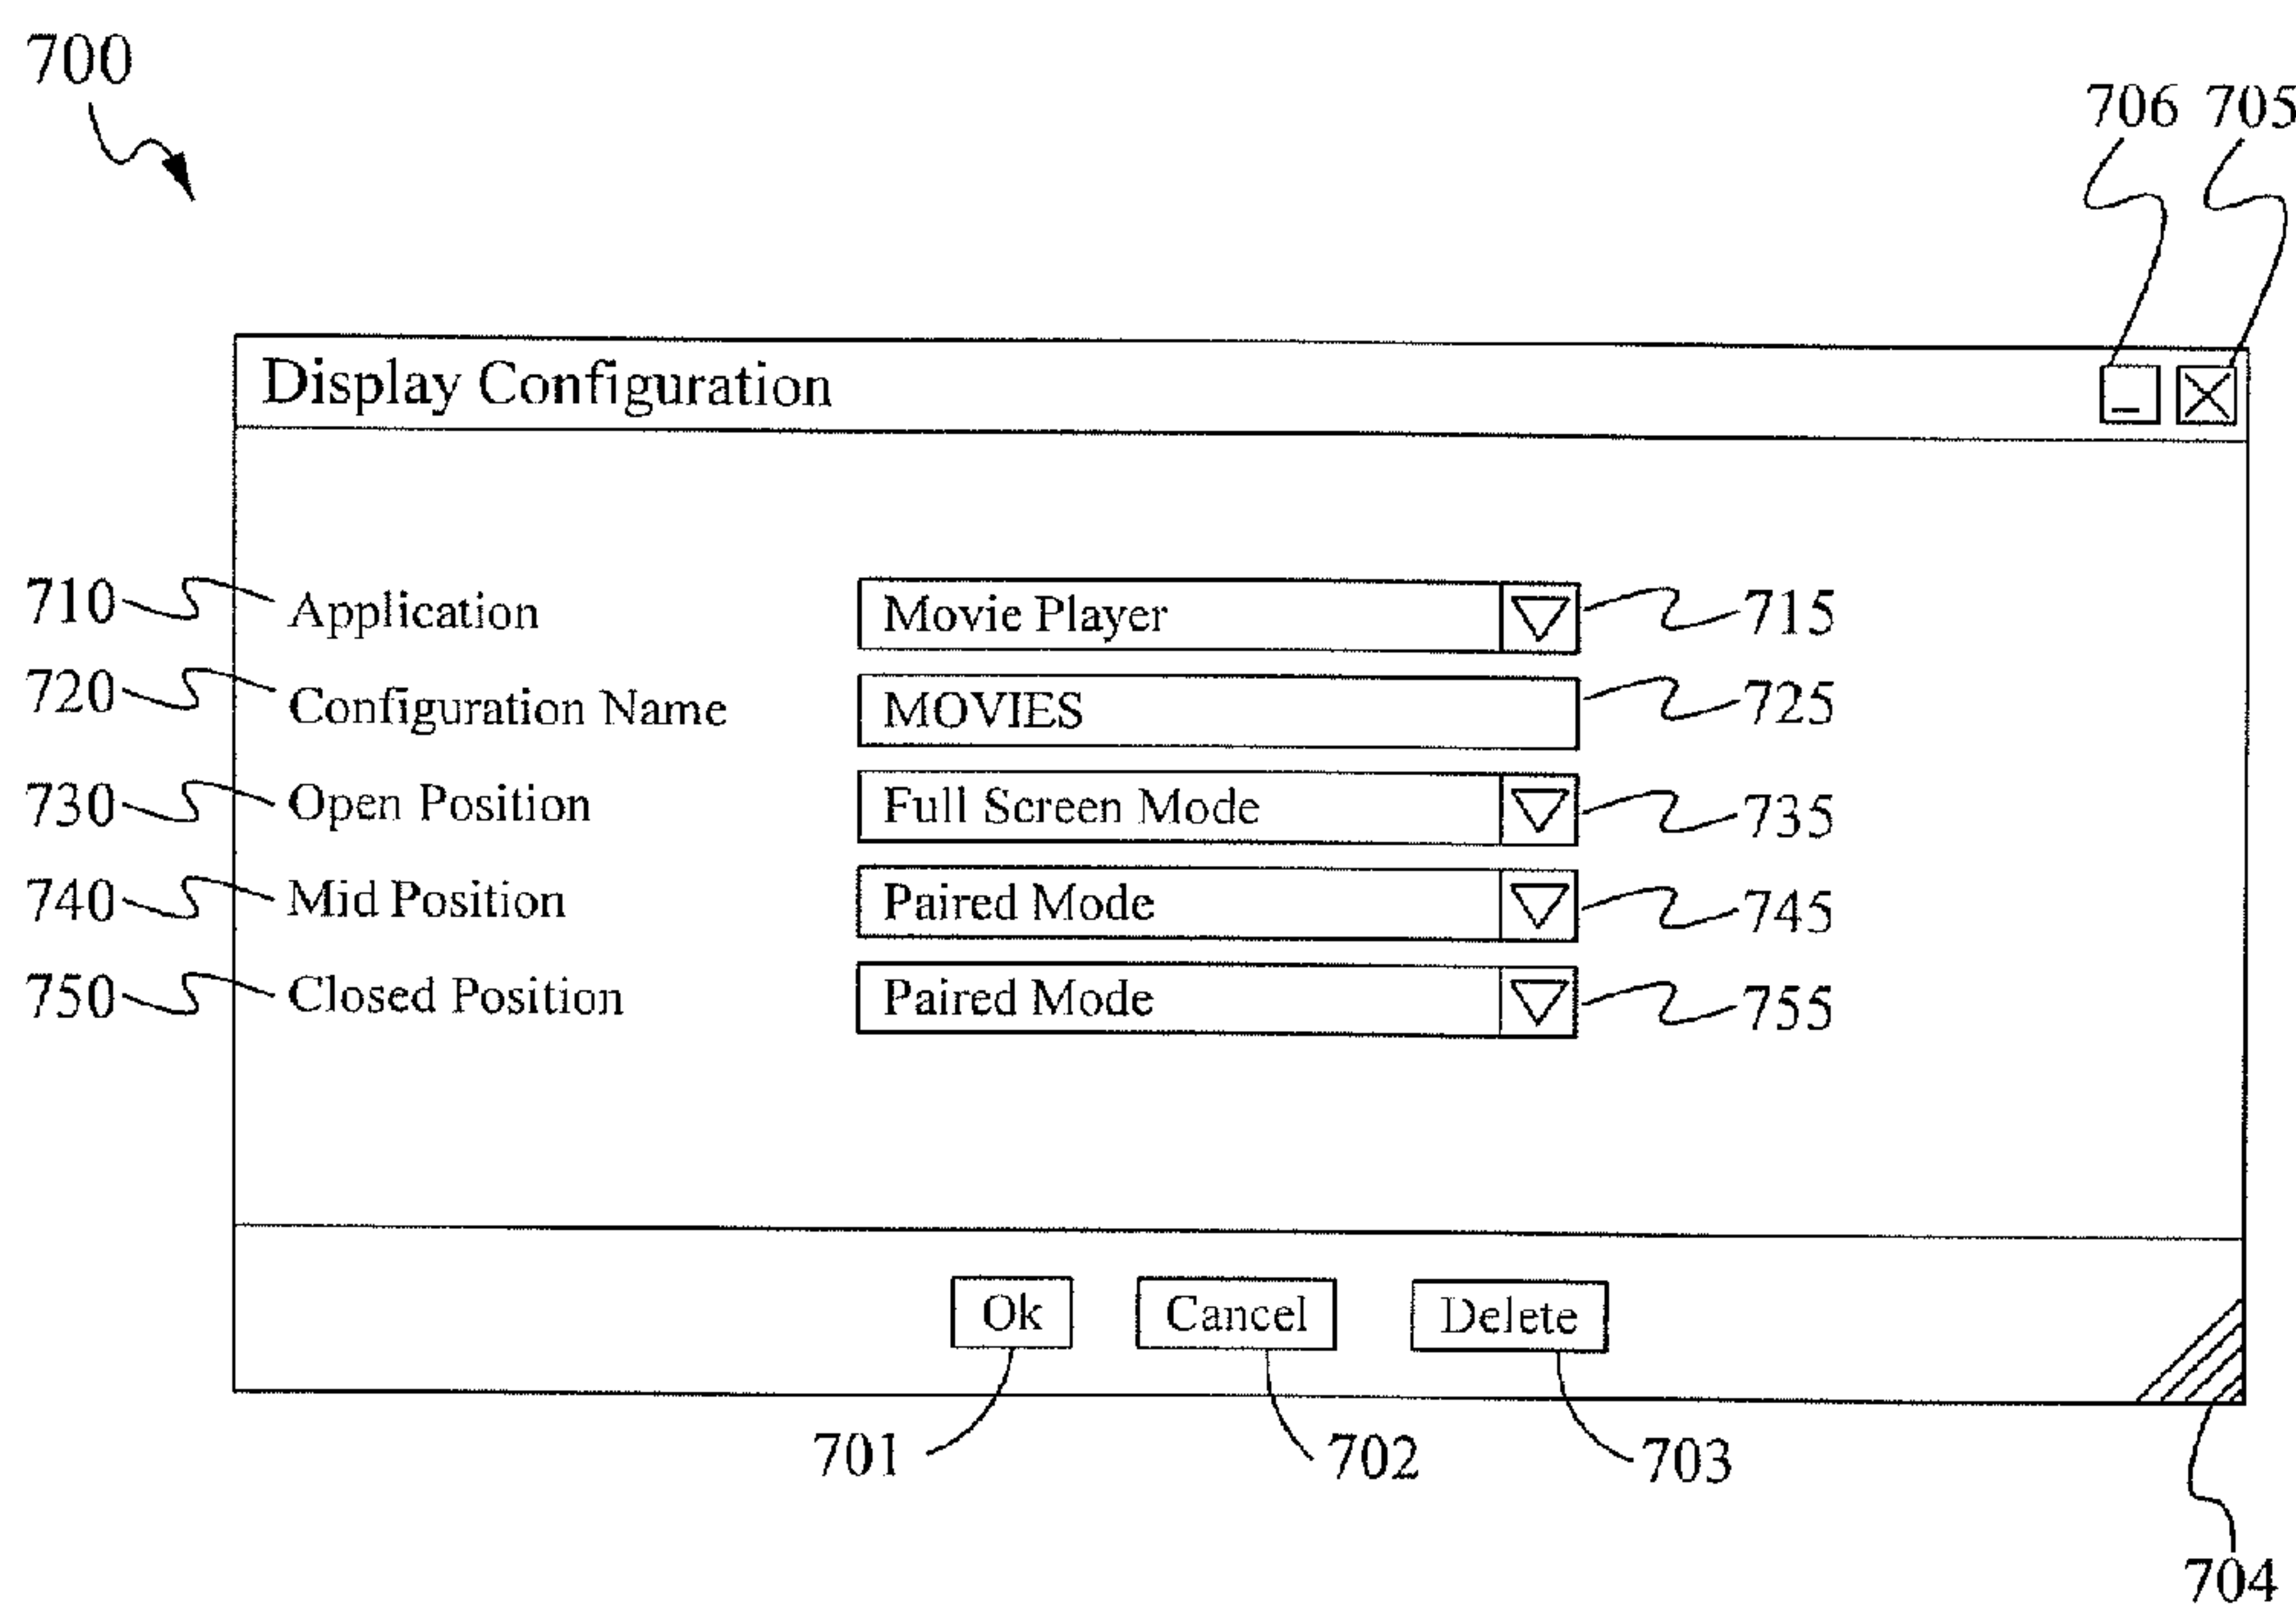 700
706 705
Display Configuration
710 Application Movie Player 715
720 Configuration Name MOVIES 725
730 Open Position Full Screen Mode 735
740 Mid Position Paired Mode 745
750 Closed Position Paired Mode 755
Ok Cancel Delete
701 702 703
704